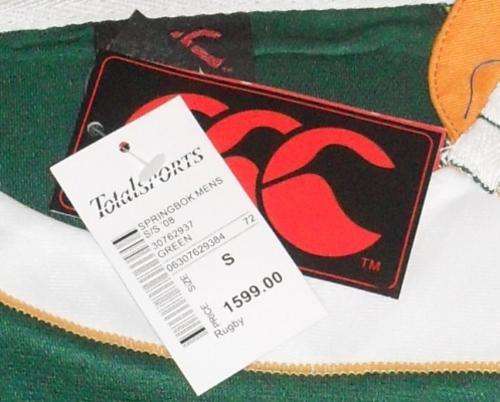 TotalSPORTS
SPRINGBOK MENS
S/S 08
30762937
GREEN
06307629384 72
SIZE
S
PRICE
1599.00
Rugby
TM